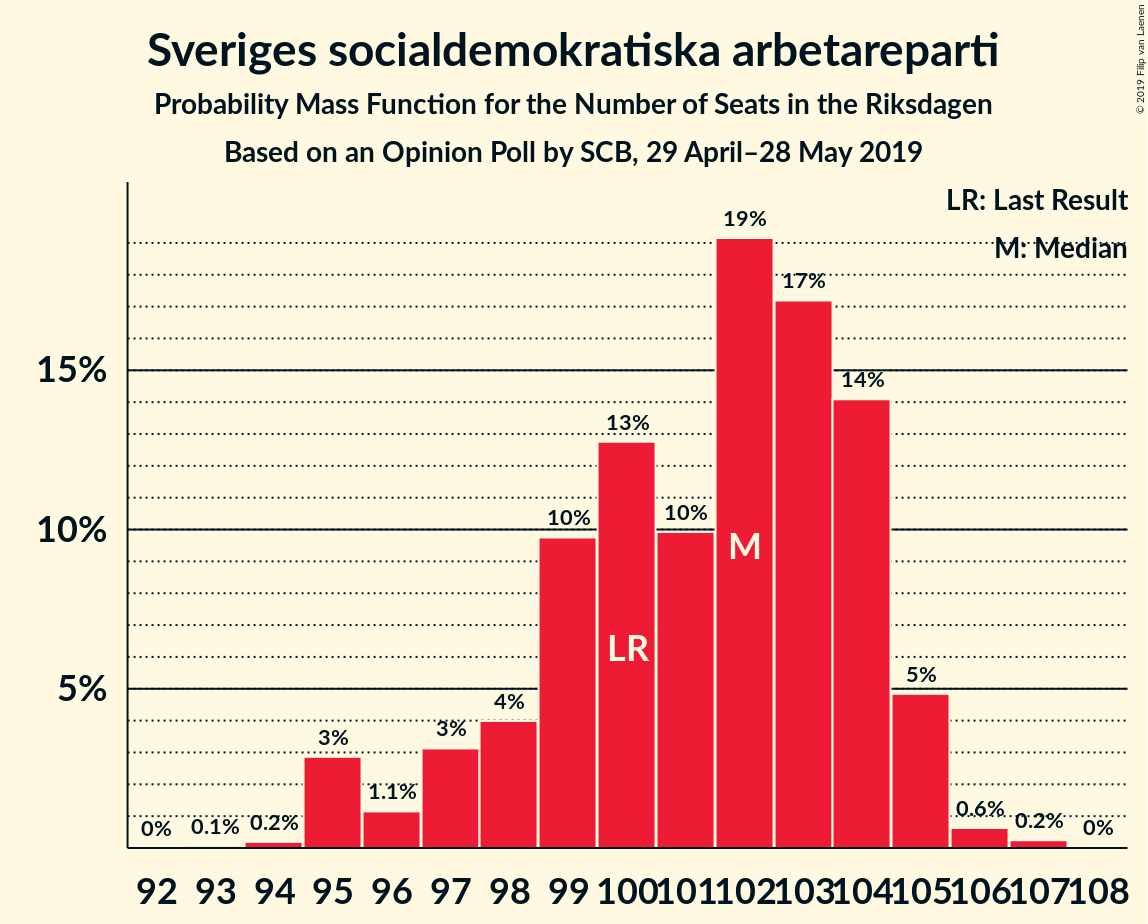 Sveriges socialdemokratiska arbetareparti
Probability Mass Function for the Number of Seats in the Riksdagen
Based on an Opinion Poll by SCB, 29 April–28 May 2019
© 2019 Filip van Laenen
LR: Last Result
M: Median
15%
10%
5%
0%
0.1%
0.2%
3%
1.1%
3%
4%
10%
13%
10%
19%
17%
14%
5%
0.6%
0.2%
0%
LR
M
92 93 94 95 96 97 98 99 100 101 102 103 104 105 106 107 108